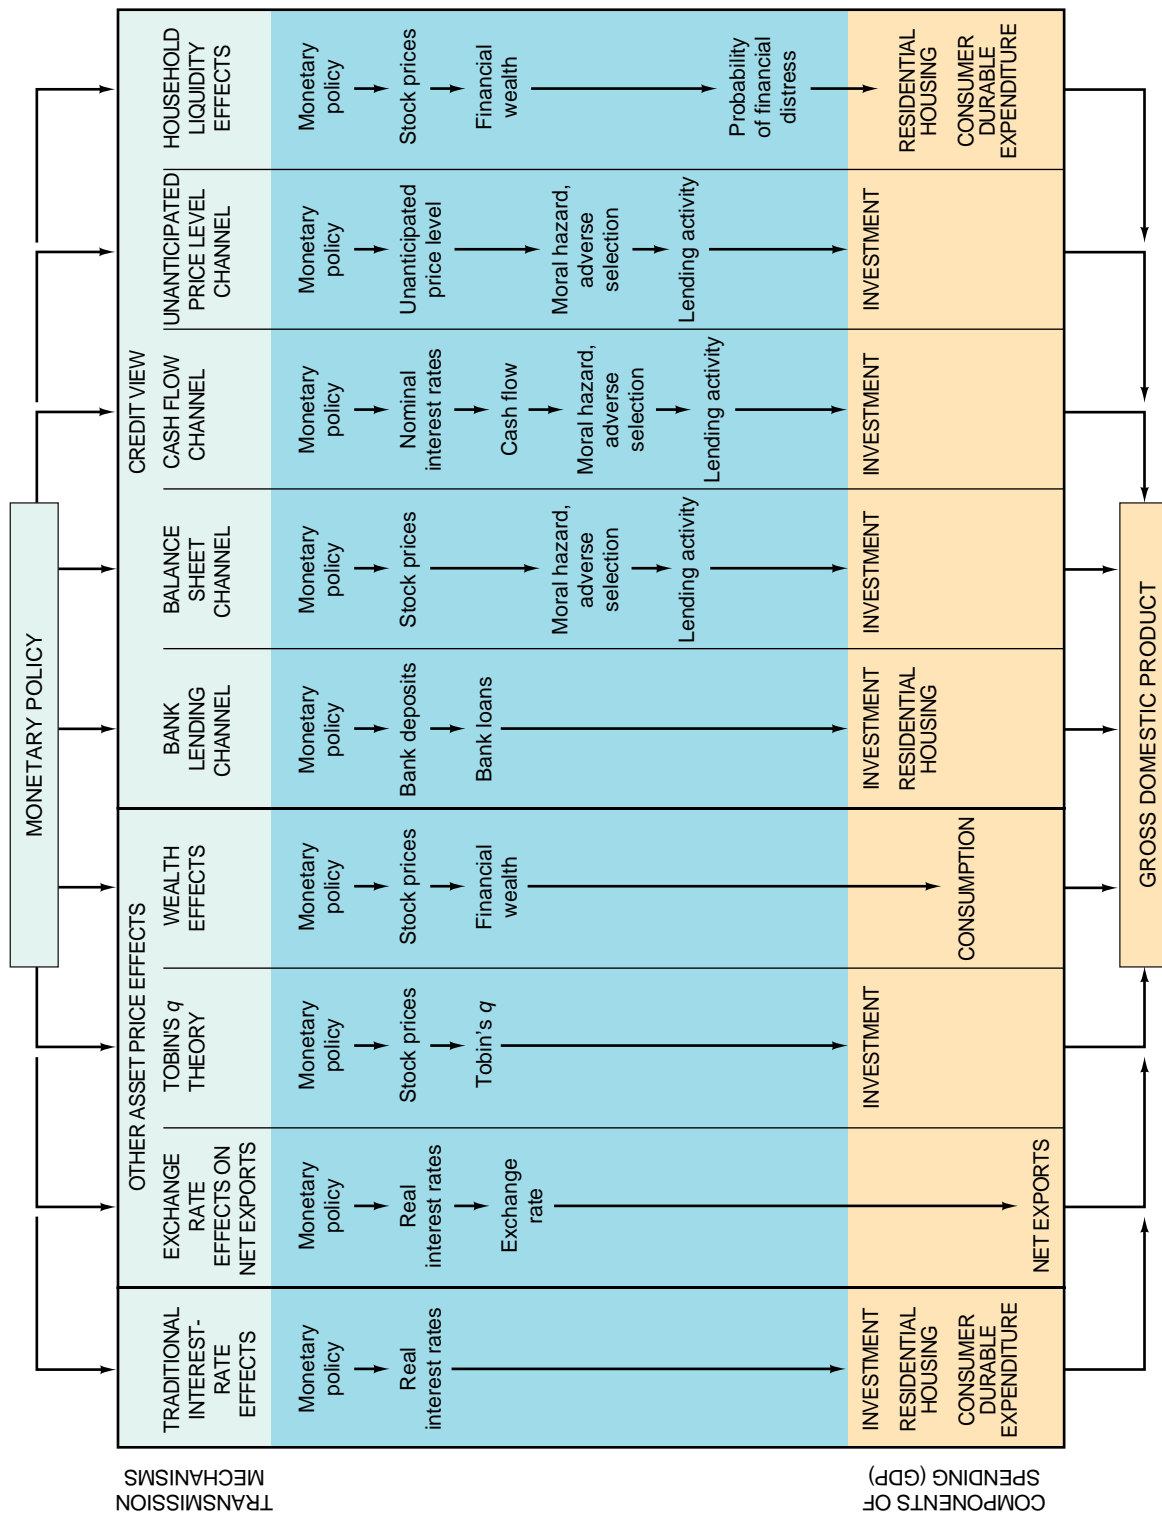 MONETARY POLICY
TRANSMISSION
MECHANISMS
TRADITIONAL
INTEREST-
RATE
EFFECTS
OTHER ASSET PRICE EFFECTS
EXCHANGE
RATE
EFFECTS ON
NET EXPORTS
TOBIN'S q
THEORY
WEALTH
EFFECTS
CREDIT VIEW
BANK
LENDING
CHANNEL
BALANCE
SHEET
CHANNEL
CASH FLOW
CHANNEL
UNANTICIPATED
PRICE LEVEL
CHANNEL
HOUSEHOLD
LIQUIDITY
EFFECTS
Monetary
policy
Real
interest rates
Monetary
policy
Real
interest rates
Exchange
rate
Monetary
policy
Stock prices
Tobin's q
Monetary
policy
Stock prices
Financial
wealth
Monetary
policy
Bank deposits
Bank loans
Monetary
policy
Stock prices
Moral hazard,
adverse
selection
Lending activity
Monetary
policy
Nominal
interest rates
Cash flow
Moral hazard,
adverse
selection
Lending activity
Monetary
policy
Unanticipated
price level
Moral hazard,
adverse
selection
Lending activity
Monetary
policy
Stock prices
Financial
wealth
Probability
of financial
distress
COMPONENTS OF
SPENDING (GDP)
INVESTMENT
RESIDENTIAL
HOUSING
CONSUMER
DURABLE
EXPENDITURE
NET EXPORTS
INVESTMENT
CONSUMPTION
INVESTMENT
RESIDENTIAL
HOUSING
INVESTMENT
INVESTMENT
INVESTMENT
RESIDENTIAL
HOUSING
CONSUMER
DURABLE
EXPENDITURE
GROSS DOMESTIC PRODUCT